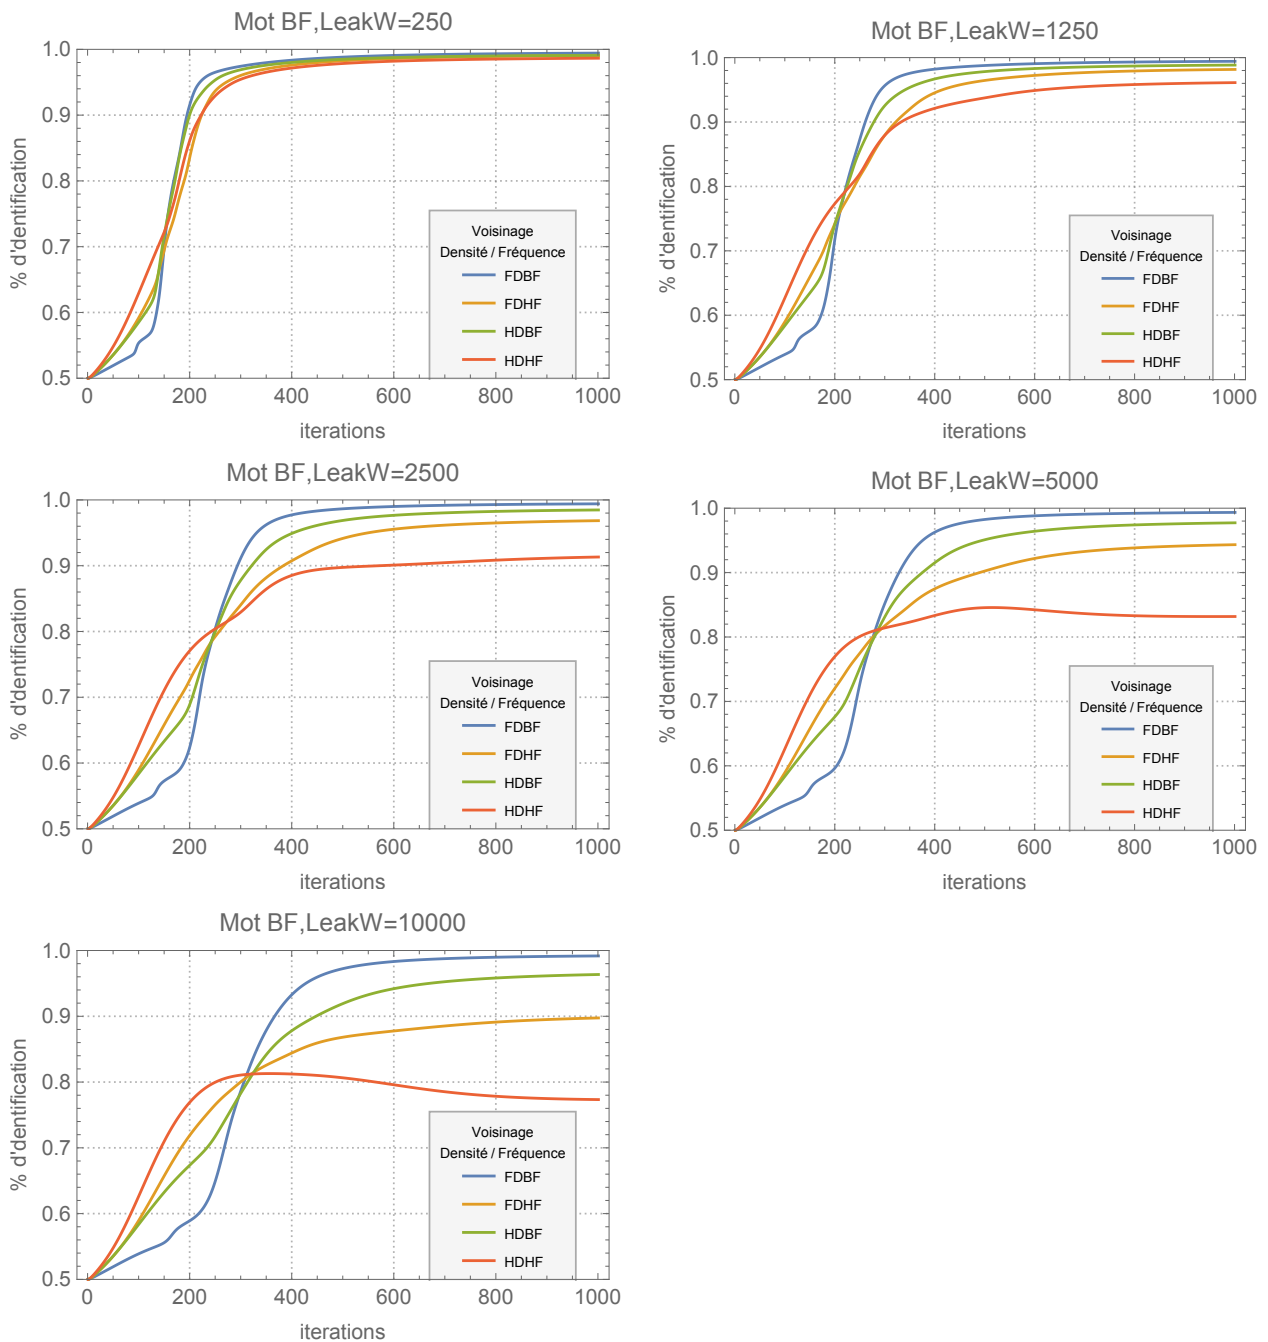 Mot BF,LeakW=250
% d'dentification
1.0
0.9
0.8
0.7
0.6
0.5
0
200
400
600
800
1000
iterations
Voisinage
Densité / Fréquence
FDBF
FDHF
HDBF
HDHF
Mot BF,LeakW=1250
% d'dentification
1.0
0.9
0.8
0.7
0.6
0.5
0
200
400
600
800
1000
iterations
Voisinage
Densité / Fréquence
FDBF
FDHF
HDBF
HDHF
Mot BF,LeakW=2500
% d'dentification
1.0
0.9
0.8
0.7
0.6
0.5
0
200
400
600
800
1000
iterations
Voisinage
Densité / Fréquence
FDBF
FDHF
HDBF
HDHF
Mot BF,LeakW=5000
% d'dentification
1.0
0.9
0.8
0.7
0.6
0.5
0
200
400
600
800
1000
iterations
Voisinage
Densité / Fréquence
FDBF
FDHF
HDBF
HDHF
Mot BF,LeakW=10000
% d'dentification
1.0
0.9
0.8
0.7
0.6
0.5
0
200
400
600
800
1000
iterations
Voisinage
Densité / Fréquence
FDBF
FDHF
HDBF
HDHF